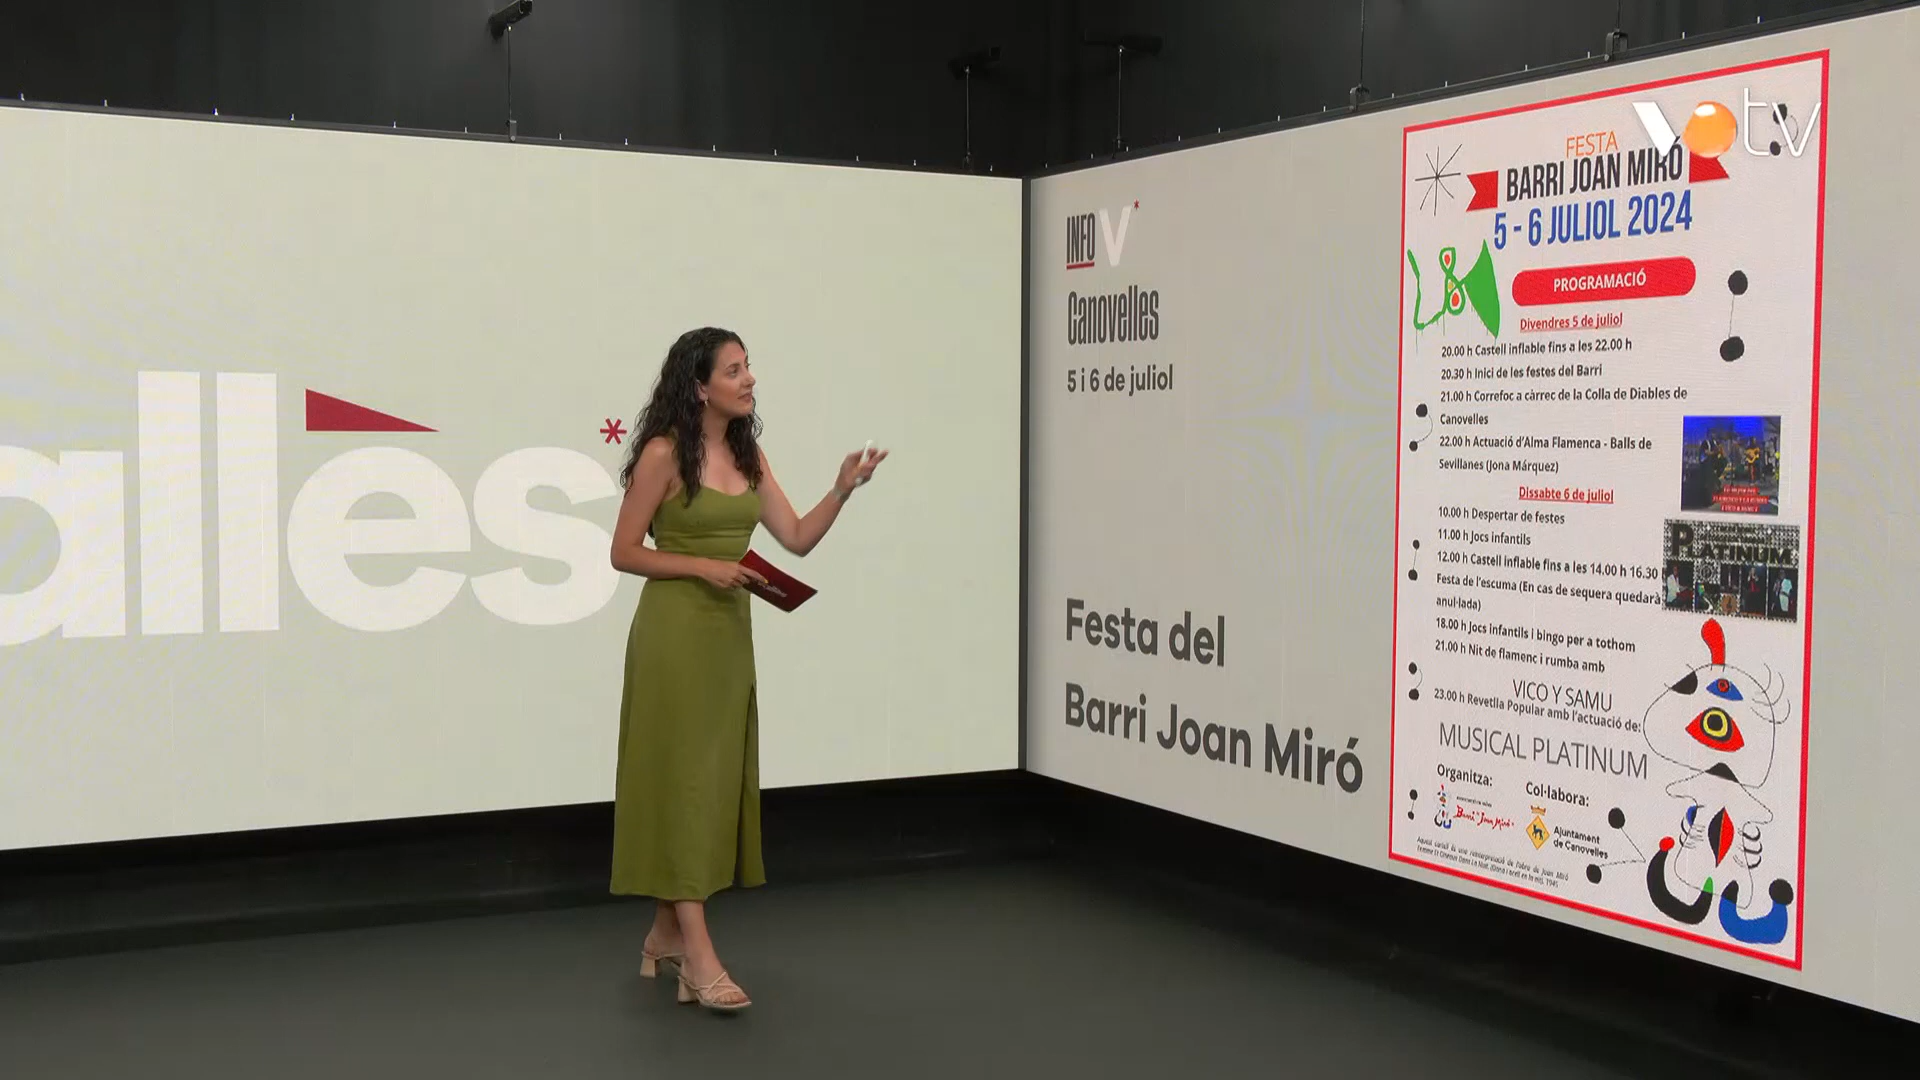 allès*
INFO V*
Canovelles
5 i 6 de juliol
Festa del
Barri Joan Miró
votv
FESTA
BARRI JOAN MIRÓ
5 - 6 JULIOL 2024
PROGRAMACIÓ
Divendres 5 de juliol
20.00 h Castell inflable fins a les 22.00 h
20.30 h Inici de les festes del Barri
21.00 h Correfoc a càrrec de la Colla de Diables de
Canovelles
22.00 h Actuació d'Alma Flamenca - Balls de
Sevillanes (Jona Márquez)
Dissabte 6 de juliol
10.00 h Despertar de festes
11.00 h Jocs infantils
12.00 h Castell inflable fins a les 14.00 h 16.30
Festa de l'escuma (En cas de sequera quedarà
anul·lada)
18.00 h Jocs infantils i bingo per a tothom
21.00 h Nit de flamenc i rumba amb
VICO Y SAMU
23.00 h Revetlla Popular amb l'actuació de:
MUSICAL PLATINUM
PLATINUM
Organitza:
Barri Joan Miró
Col·labora:
Ajuntament
de Canovelles